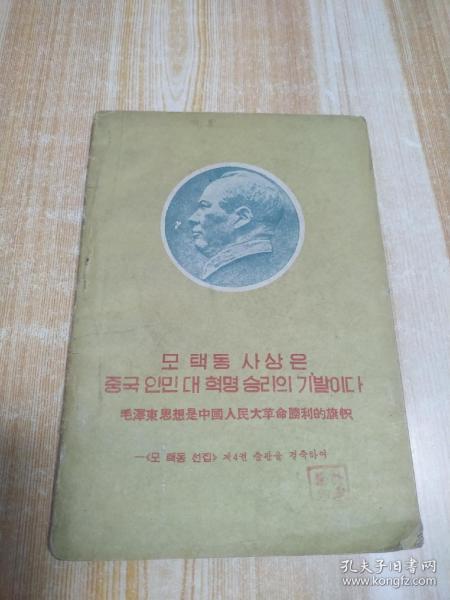 모 택동 사상은
중국 인민 대 혁명 승리의 기'발이다
毛澤東思想是中國人民大革命勝利的旗帜
—《모 택동 선집》 제4권 출판을 경축하여
孔夫子旧书网
www.kongfz.com